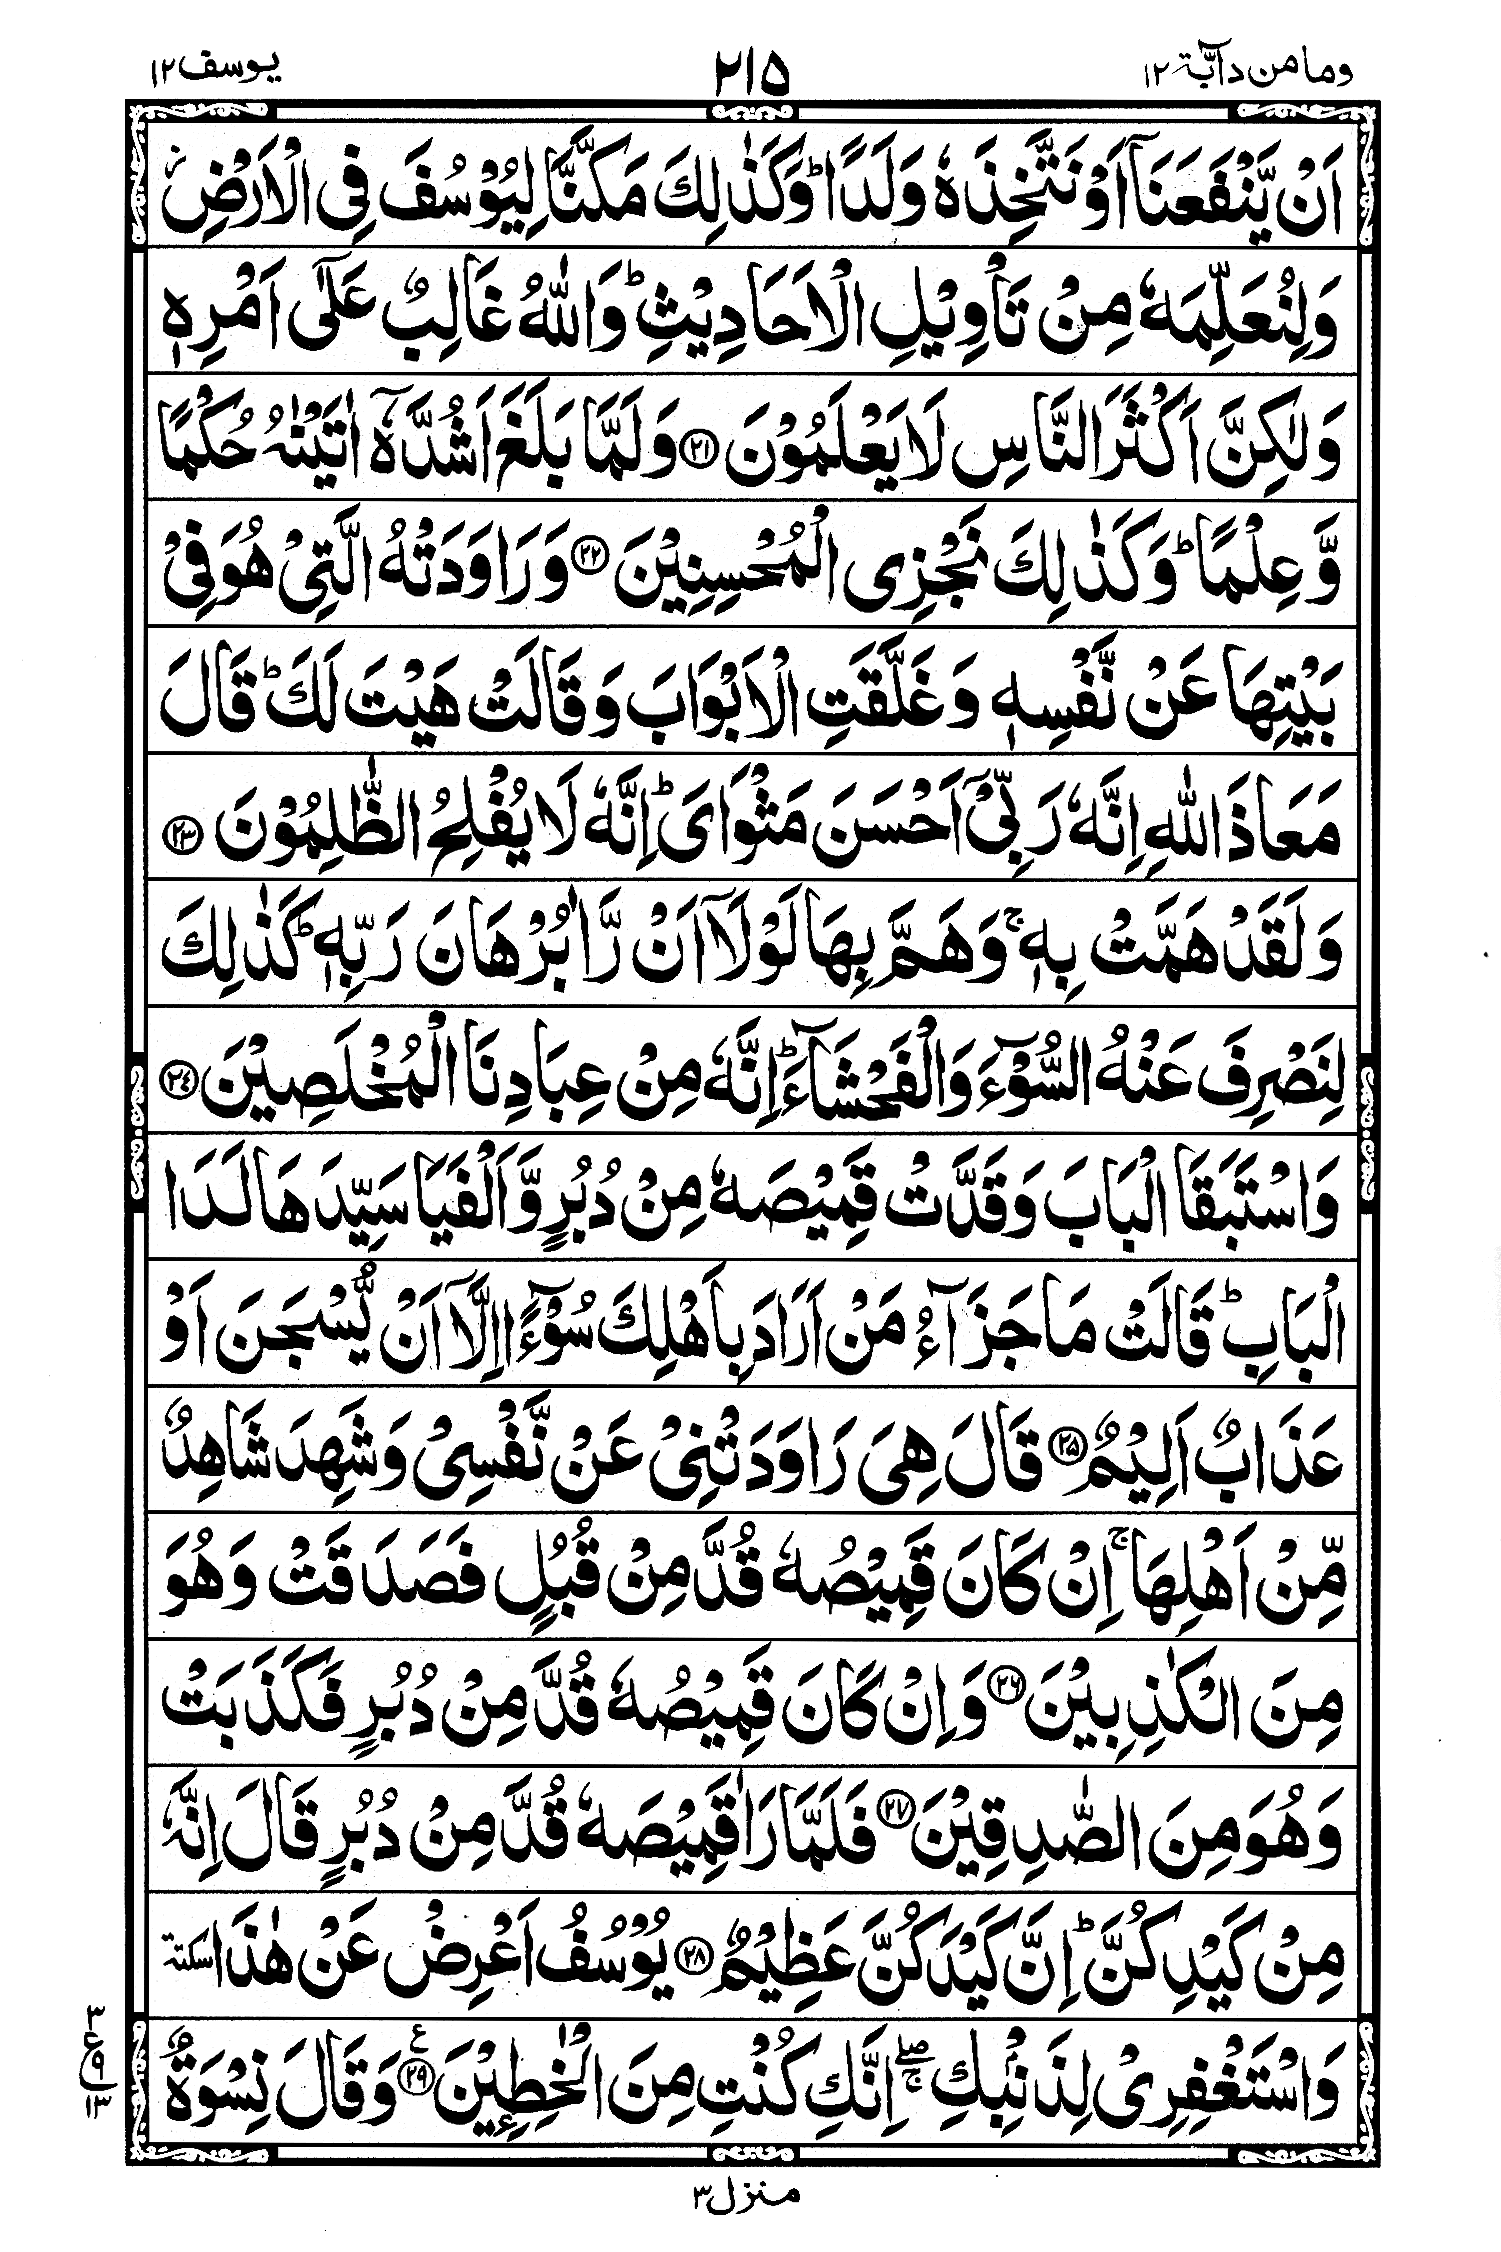 وما من دآبّة ١٢ ٢١٥ يوسف ١٢
اَنْ يَّنْفَعَنَاۤ اَوْ نَتَّخِذَهٗ وَلَدًا ؕ وَكَذٰلِكَ مَكَّنَّا لِيُوْسُفَ فِى الْاَرْضِ ز
وَلِنُعَلِّمَهٗ مِنْ تَاْوِيْلِ الْاَحَادِيْثِ ؕ وَاللّٰهُ غَالِبٌ عَلٰۤى اَمْرِهٖ
وَلٰكِنَّ اَكْثَرَ النَّاسِ لَا يَعْلَمُوْنَ ٢١ وَلَمَّا بَلَغَ اَشُدَّهٗۤ اٰتَيْنٰهُ حُكْمًا
وَّعِلْمًا ؕ وَكَذٰلِكَ نَجْزِى الْمُحْسِنِيْنَ ٢٢ وَرَاوَدَتْهُ الَّتِىْ هُوَ فِىْ
بَيْتِهَا عَنْ نَّفْسِهٖ وَغَلَّقَتِ الْاَبْوَابَ وَقَالَتْ هَيْتَ لَكَ ؕ قَالَ
مَعَاذَ اللّٰهِ اِنَّهٗ رَبِّىْۤ اَحْسَنَ مَثْوَاىَ ؕ اِنَّهٗ لَا يُفْلِحُ الظّٰلِمُوْنَ ٢٣
وَلَقَدْ هَمَّتْ بِهٖ ۚ وَهَمَّ بِهَا لَوْلَاۤ اَنْ رَّاٰ بُرْهَانَ رَبِّهٖ ؕ كَذٰلِكَ
لِنَصْرِفَ عَنْهُ السُّوْٓءَ وَالْفَحْشَآءَ ؕ اِنَّهٗ مِنْ عِبَادِنَا الْمُخْلَصِيْنَ ٢٤
وَاسْتَبَقَا الْبَابَ وَقَدَّتْ قَمِيْصَهٗ مِنْ دُبُرٍ وَّاَلْفَيَا سَيِّدَهَا لَدَا
الْبَابِ ؕ قَالَتْ مَا جَزَآءُ مَنْ اَرَادَ بِاَهْلِكَ سُوْٓءًا اِلَّاۤ اَنْ يُّسْجَنَ اَوْ
عَذَابٌ اَلِيْمٌ ٢٥ قَالَ هِىَ رَاوَدَتْنِىْ عَنْ نَّفْسِىْ وَشَهِدَ شَاهِدٌ
مِّنْ اَهْلِهَا ۚ اِنْ كَانَ قَمِيْصُهٗ قُدَّ مِنْ قُبُلٍ فَصَدَقَتْ وَهُوَ
مِنَ الْكٰذِبِيْنَ ٢٦ وَاِنْ كَانَ قَمِيْصُهٗ قُدَّ مِنْ دُبُرٍ فَكَذَبَتْ
وَهُوَ مِنَ الصّٰدِقِيْنَ ٢٧ فَلَمَّا رَاٰ قَمِيْصَهٗ قُدَّ مِنْ دُبُرٍ قَالَ اِنَّهٗ
مِنْ كَيْدِكُنَّ ؕ اِنَّ كَيْدَكُنَّ عَظِيْمٌ ٢٨ يُوْسُفُ اَعْرِضْ عَنْ هٰذَا سكتة
وَاسْتَغْفِرِىْ لِذَنْۢبِكِ ۖۚ اِنَّكِ كُنْتِ مِنَ الْخٰطِئِيْنَ ٢٩ ع وَقَالَ نِسْوَةٌ
٣
ع ٩
١٣
منزل ٣